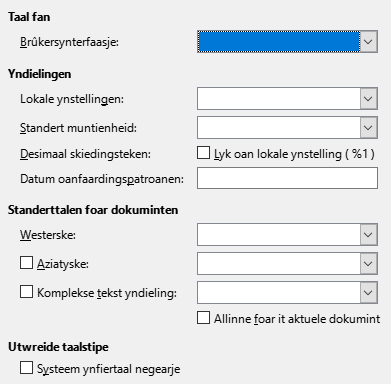 Taal fan
Brûkersynterfaasje:
Yndielingen
Lokale ynstellingen:
Standert muntienheid:
Desimaal skiedingsteken:
Lyk oan lokale ynstelling ( %1 )
Datum oanfaardingspatroanen:
Standerttalen foar dokuminten
Westerske:
Aziatyske:
Komplekse tekst yndieling:
Allinne foar it aktuele dokumint
Utwreide taalstipe
Systeem ynfiertaal negearje